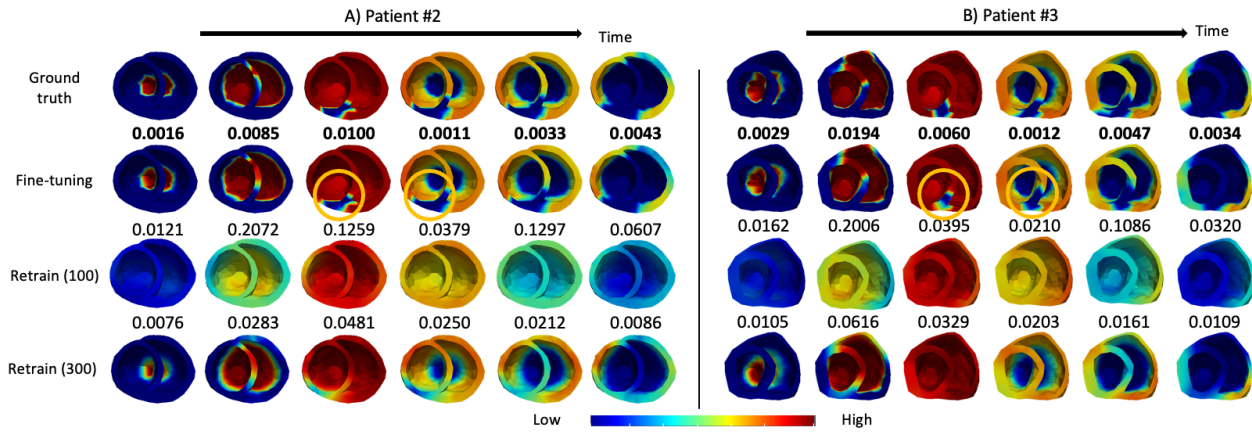 A) Patient #2
B) Patient #3
Time
Time
Ground
truth
0.0016 0.0085 0.0100 0.0011 0.0033 0.0043 0.0029 0.0194 0.0060 0.0012 0.0047 0.0034
Fine-tuning
0.0121 0.2072 0.1259 0.0379 0.1297 0.0607 0.0162 0.2006 0.0395 0.0210 0.1086 0.0320
Retrain (100)
0.0076 0.0283 0.0481 0.0250 0.0212 0.0086 0.0105 0.0616 0.0329 0.0203 0.0161 0.0109
Retrain (300)
Low High